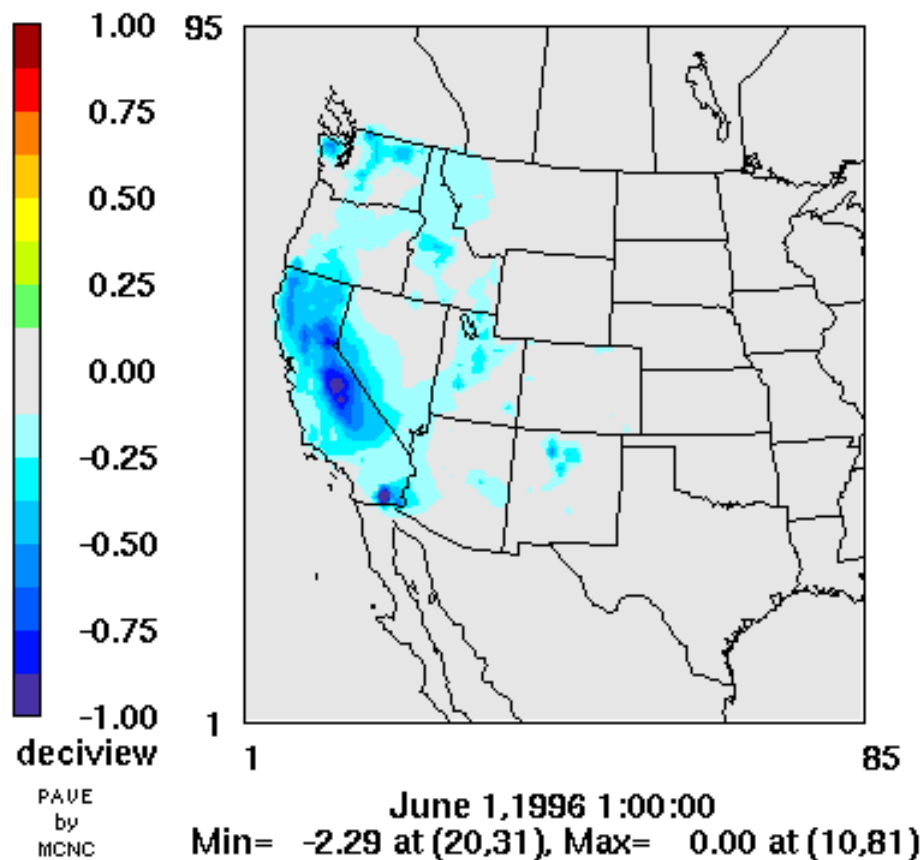 1.00
0.75
0.50
0.25
0.00
-0.25
-0.50
-0.75
-1.00
deciview
PAVE
by
MCNC
95
1
1 85
June 1,1996 1:00:00
Min= -2.29 at (20,31), Max= 0.00 at (10,81)